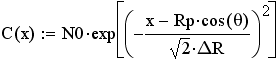 C(x) := N0·exp[(-(x − Rp·cos(θ))/(√2·ΔR))^2]